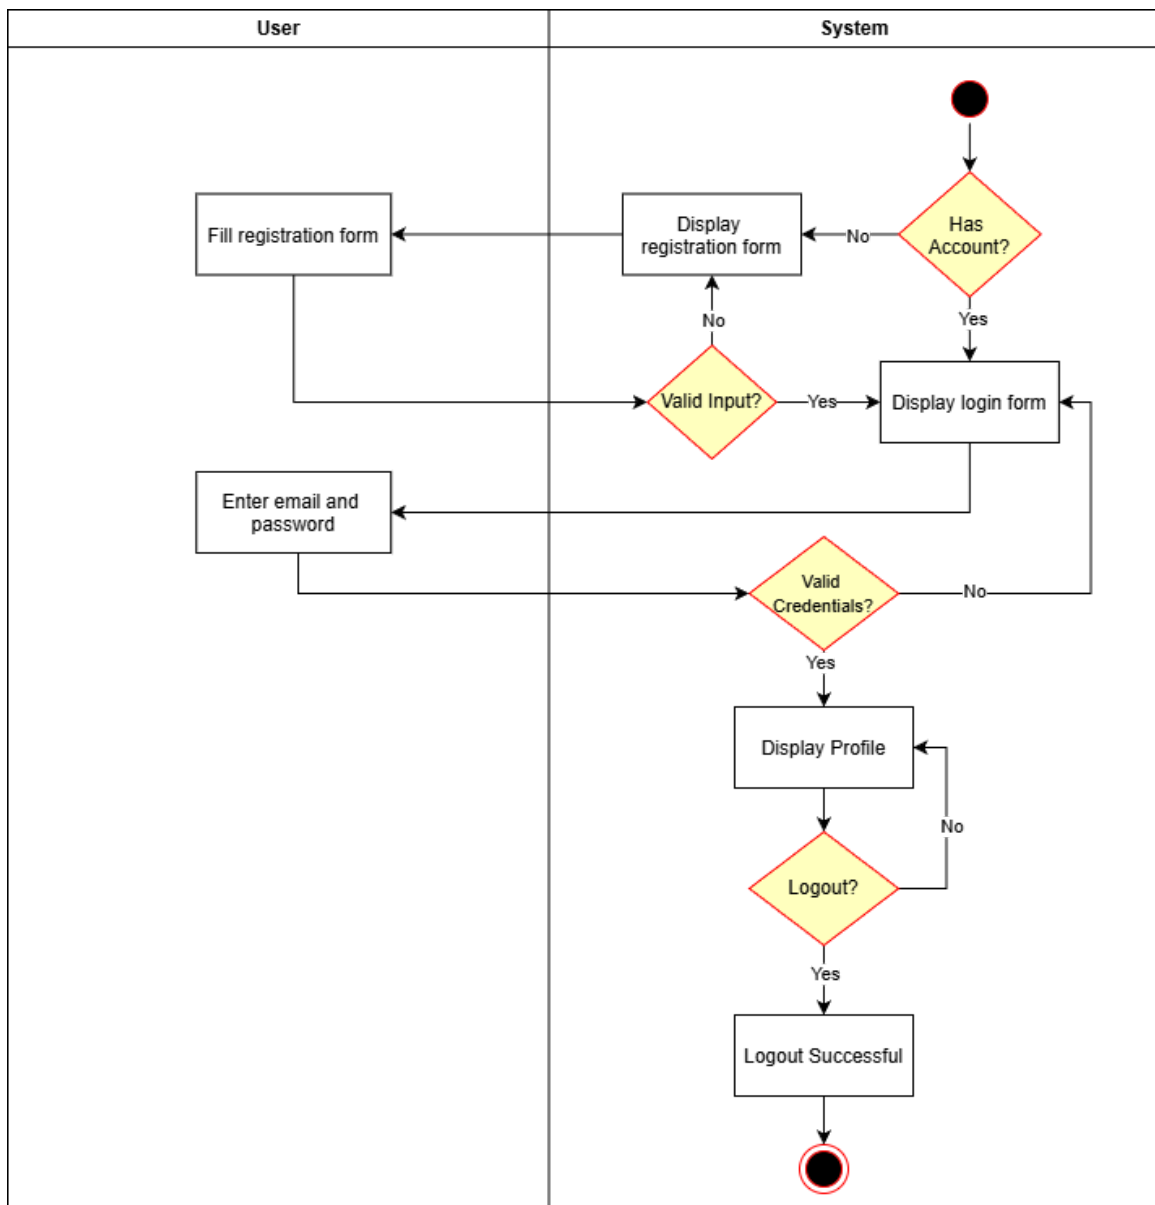 User
System
Has
Account?
No
Display
registration form
Fill registration form
Yes
No
Valid Input?
Yes
Display login form
Enter email and
password
Valid
Credentials?
No
Yes
Display Profile
No
Logout?
Yes
Logout Successful